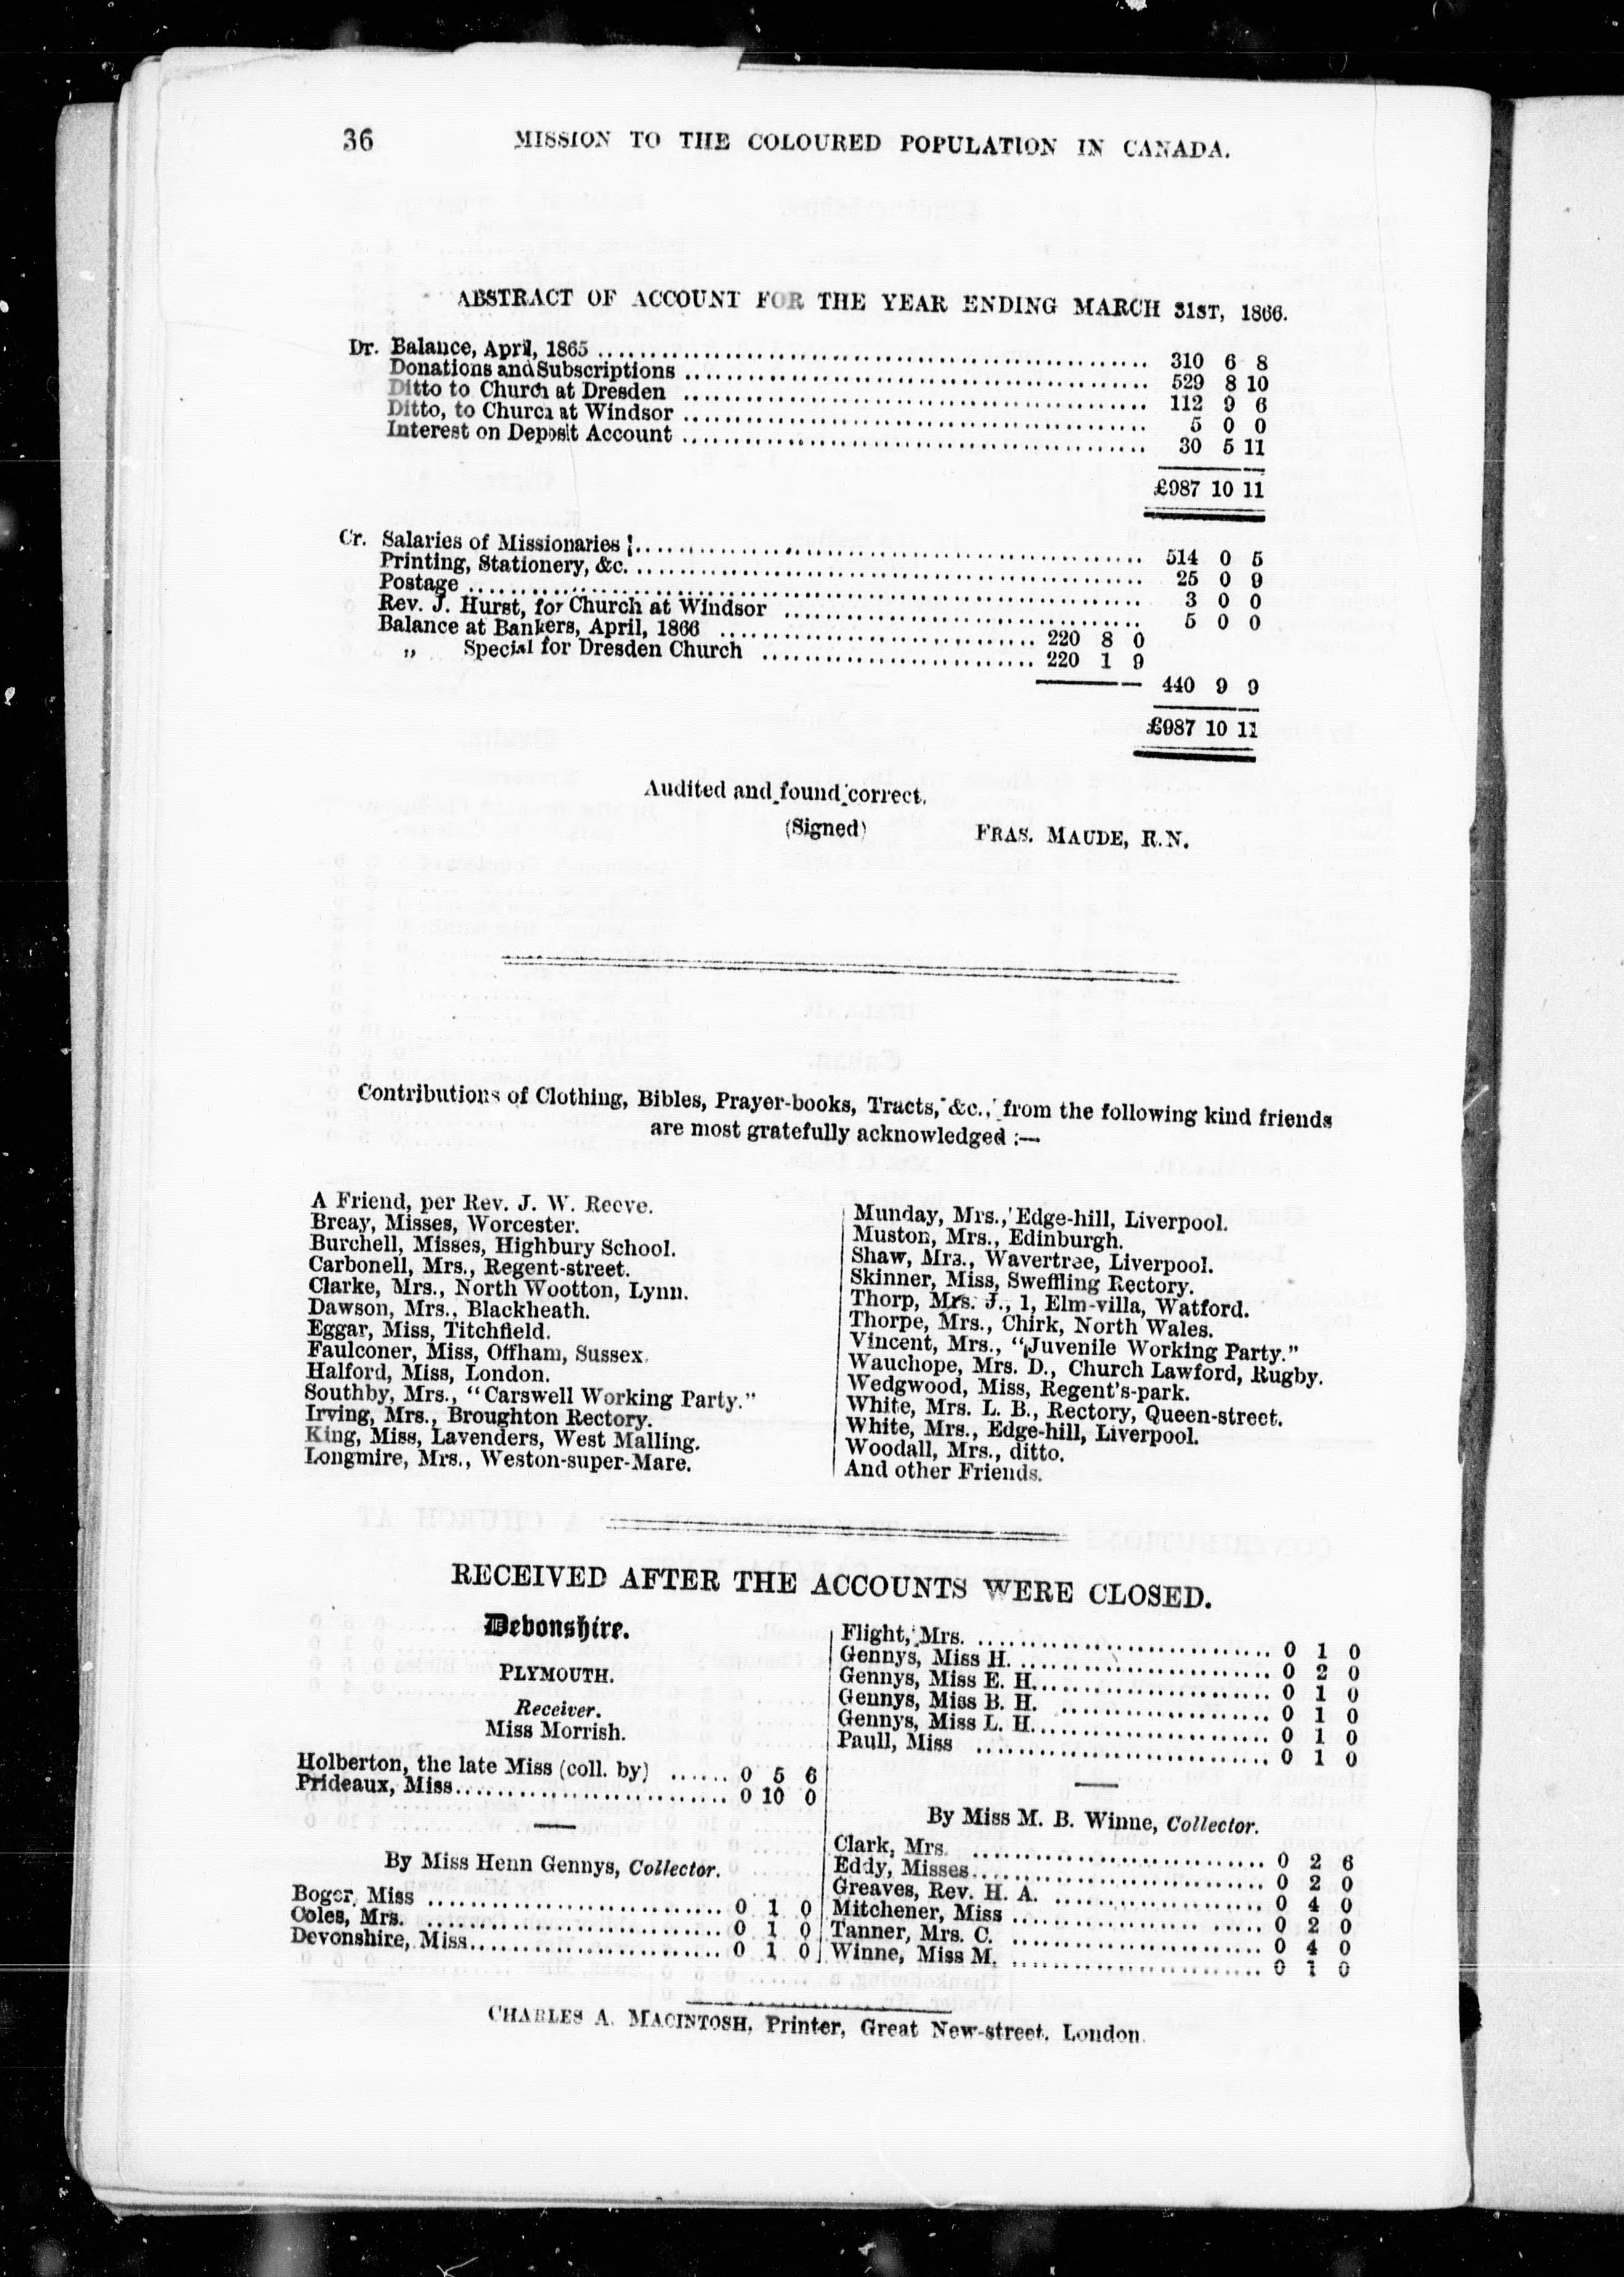 36 MISSION TO THE COLOURED POPULATION IN CANADA.
ABSTRACT OF ACCOUNT FOR THE YEAR ENDING MARCH 31ST, 1866.
Dr. Balance, April, 1865 ........ 310 6 8
Donations and Subscriptions ........ 529 8 10
Ditto to Church at Dresden ........ 112 9 6
Ditto, to Church at Windsor ........ 5 0 0
Interest on Deposit Account ........ 30 5 11
£987 10 11
Cr. Salaries of Missionaries ........ 514 0 5
Printing, Stationery, &c. ........ 25 0 9
Postage ........ 3 0 0
Rev. J. Hurst, for Church at Windsor ........ 5 0 0
Balance at Bankers, April, 1866 ........ 220 8 0
„ Special for Dresden Church ........ 220 1 9
440 9 9
£987 10 11
Audited and found correct.
(Signed) FRAS. MAUDE, R.N.
Contributions of Clothing, Bibles, Prayer-books, Tracts, &c., from the following kind friends
are most gratefully acknowledged :—
A Friend, per Rev. J. W. Reeve.
Breay, Misses, Worcester.
Burchell, Misses, Highbury School.
Carbonell, Mrs., Regent-street.
Clarke, Mrs., North Wootton, Lynn.
Dawson, Mrs., Blackheath.
Eggar, Miss, Titchfield.
Faulconer, Miss, Offham, Sussex.
Halford, Miss, London.
Southby, Mrs., "Carswell Working Party."
Irving, Mrs., Broughton Rectory.
King, Miss, Lavenders, West Malling.
Longmire, Mrs., Weston-super-Mare.
Munday, Mrs., Edge-hill, Liverpool.
Muston, Mrs., Edinburgh.
Shaw, Mrs., Wavertree, Liverpool.
Skinner, Miss, Sweffling Rectory.
Thorp, Mrs. J., 1, Elm-villa, Watford.
Thorpe, Mrs., Chirk, North Wales.
Vincent, Mrs., "Juvenile Working Party."
Wauchope, Mrs. D., Church Lawford, Rugby.
Wedgwood, Miss, Regent's-park.
White, Mrs. L. B., Rectory, Queen-street.
White, Mrs., Edge-hill, Liverpool.
Woodall, Mrs., ditto.
And other Friends.
RECEIVED AFTER THE ACCOUNTS WERE CLOSED.
Devonshire.
PLYMOUTH.
Receiver.
Miss Morrish.
Holberton, the late Miss (coll. by) ...... 0 5 6
Prideaux, Miss ........ 0 10 0
By Miss Henn Gennys, Collector.
Boger, Miss ........ 0 1 0
Coles, Mrs. ........ 0 1 0
Devonshire, Miss ........ 0 1 0
Flight, Mrs. ........ 0 1 0
Gennys, Miss H. ........ 0 2 0
Gennys, Miss E. H. ........ 0 1 0
Gennys, Miss B. H. ........ 0 1 0
Gennys, Miss L. H. ........ 0 1 0
Paull, Miss ........ 0 1 0
By Miss M. B. Winne, Collector.
Clark, Mrs. ........ 0 2 6
Eddy, Misses ........ 0 2 0
Greaves, Rev. H. A. ........ 0 4 0
Mitchener, Miss ........ 0 2 0
Tanner, Mrs. C. ........ 0 4 0
Winne, Miss M. ........ 0 1 0
CHARLES A. MACINTOSH, Printer, Great New-street, London.